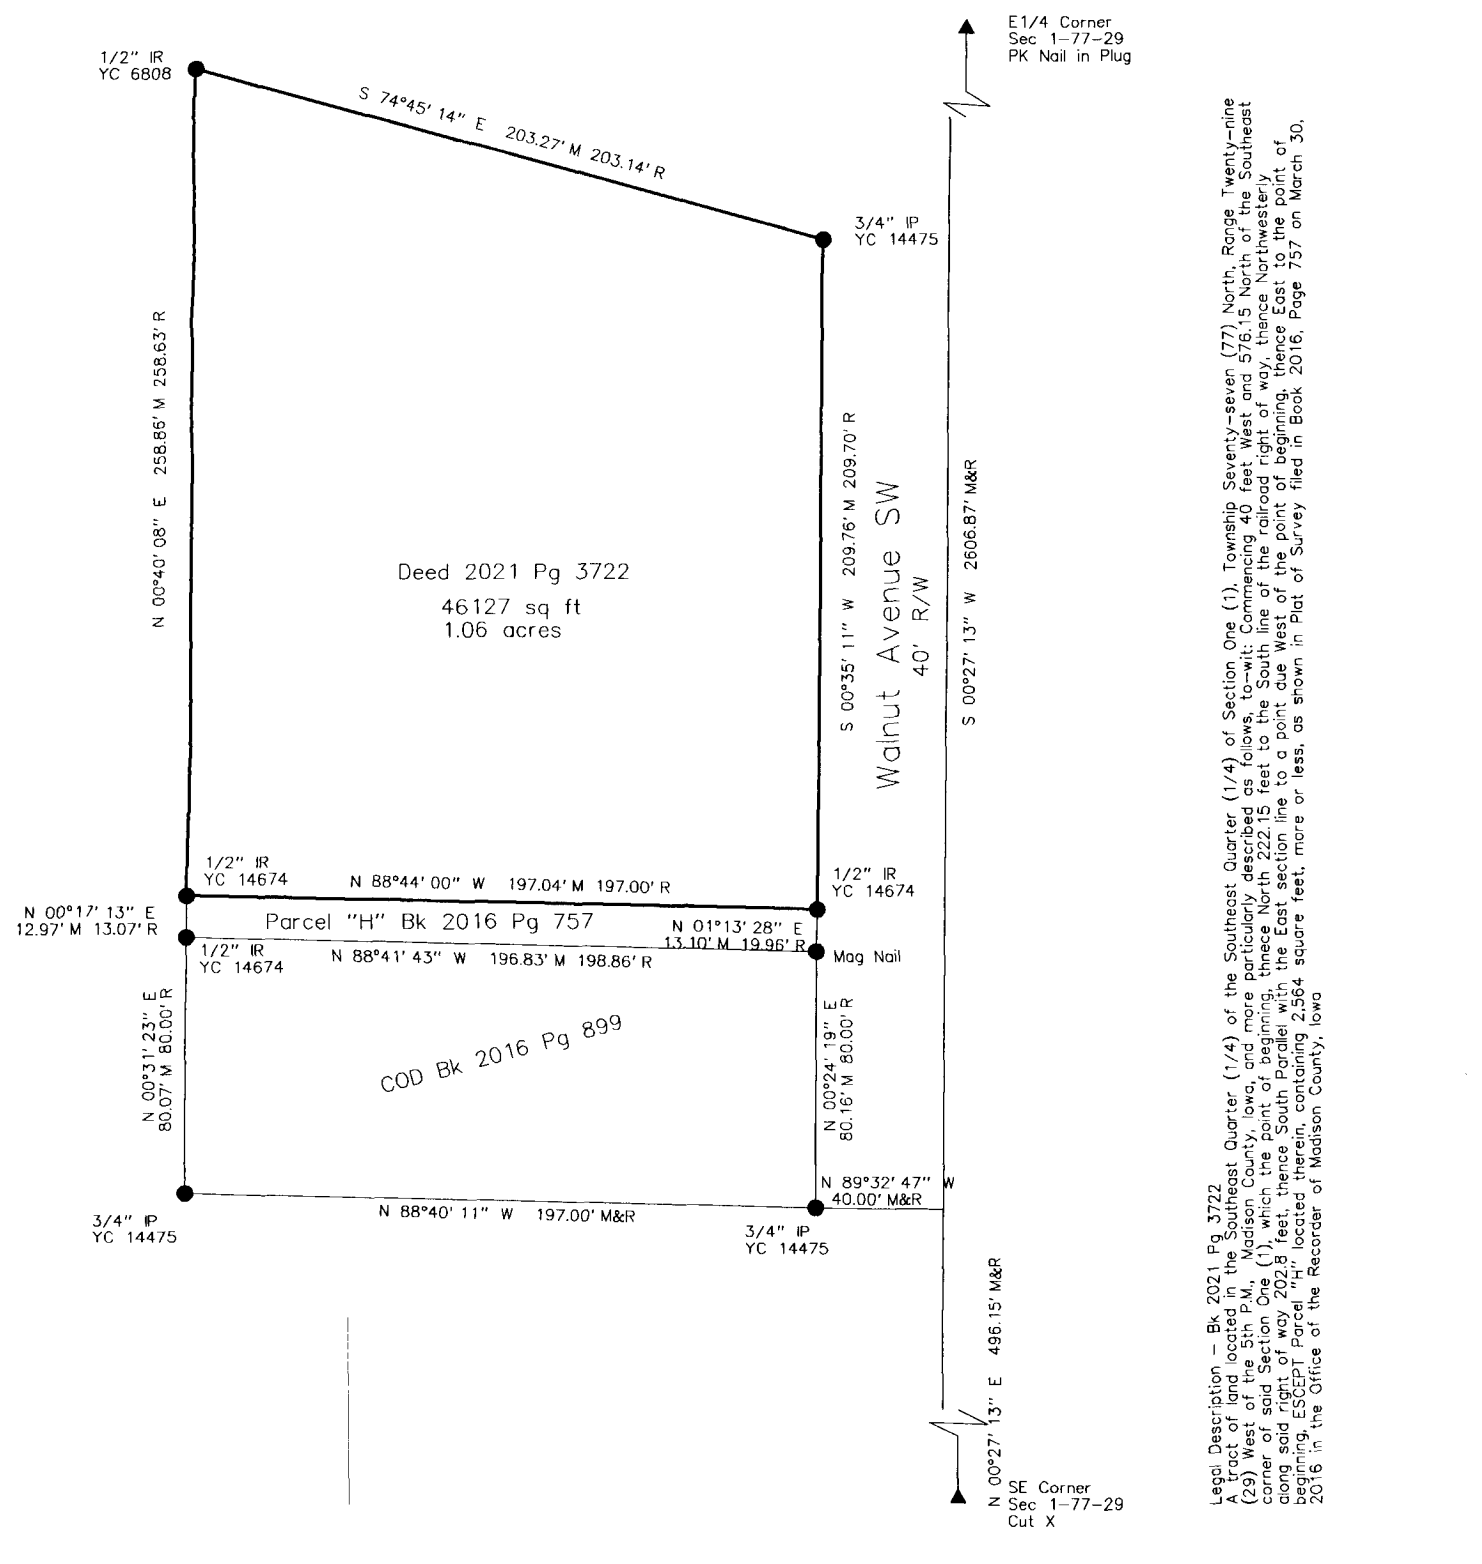 E1/4 Corner
Sec 1-77-29
PK Nail in Plug
1/2" IR
YC 6808
S 74°45' 14" E 203.27' M 203.14' R
3/4" IP
YC 14475
N 00°40' 08" E 258.86' M 258.63' R
S 00°35' 11" W 209.76' M 209.70' R
Walnut Avenue SW
40' R/W
S 00°27' 13" W 2606.87' M&R
Deed 2021 Pg 3722
46127 sq ft
1.06 acres
1/2" IR
YC 14674
N 88°44' 00" W 197.04' M 197.00' R
1/2" IR
YC 14674
N 00°17' 13" E
12.97' M 13.07' R
Parcel "H" Bk 2016 Pg 757
N 01°13' 28" E
13.10' M 19.96' R
1/2" IR
YC 14674
N 88°41' 43" W 196.83' M 198.86' R
Mag Nail
N 00°31' 23" E
80.07' M 80.00' R
COD Bk 2016 Pg 899
N 00°24' 19" E
80.16' M 80.00' R
N 89°32' 47" W
40.00' M&R
3/4" IP
YC 14475
N 88°40' 11" W 197.00' M&R
3/4" IP
YC 14475
N 00°27' 13" E 496.15' M&R
SE Corner
Sec 1-77-29
Cut X
Legal Description - Bk 2021 Pg 3722
A tract of land located in the Southeast Quarter (1/4) of the Southeast Quarter (1/4) of Section One (1), Township Seventy-seven (77) North, Range Twenty-nine
(29) West of the 5th P.M., Madison County, Iowa, and more particularly described as follows, to-wit: Commencing 40 feet West and 576.15 North of the Southeast
corner of said Section One (1), which the point of beginning, thnece North 222.15 feet to the South line of the railroad right of way, thence Northwesterly
along said right of way 202.8 feet, thence South Parallel with the East section line to a point due West of the point of beginning, thence East to the point of
beginning, ESCEPT Parcel "H" located therein, containing 2,564 square feet, more or less, as shown in Plat of Survey filed in Book 2016, Page 757 on March 30,
2016 in the Office of the Recorder of Madison County, Iowa